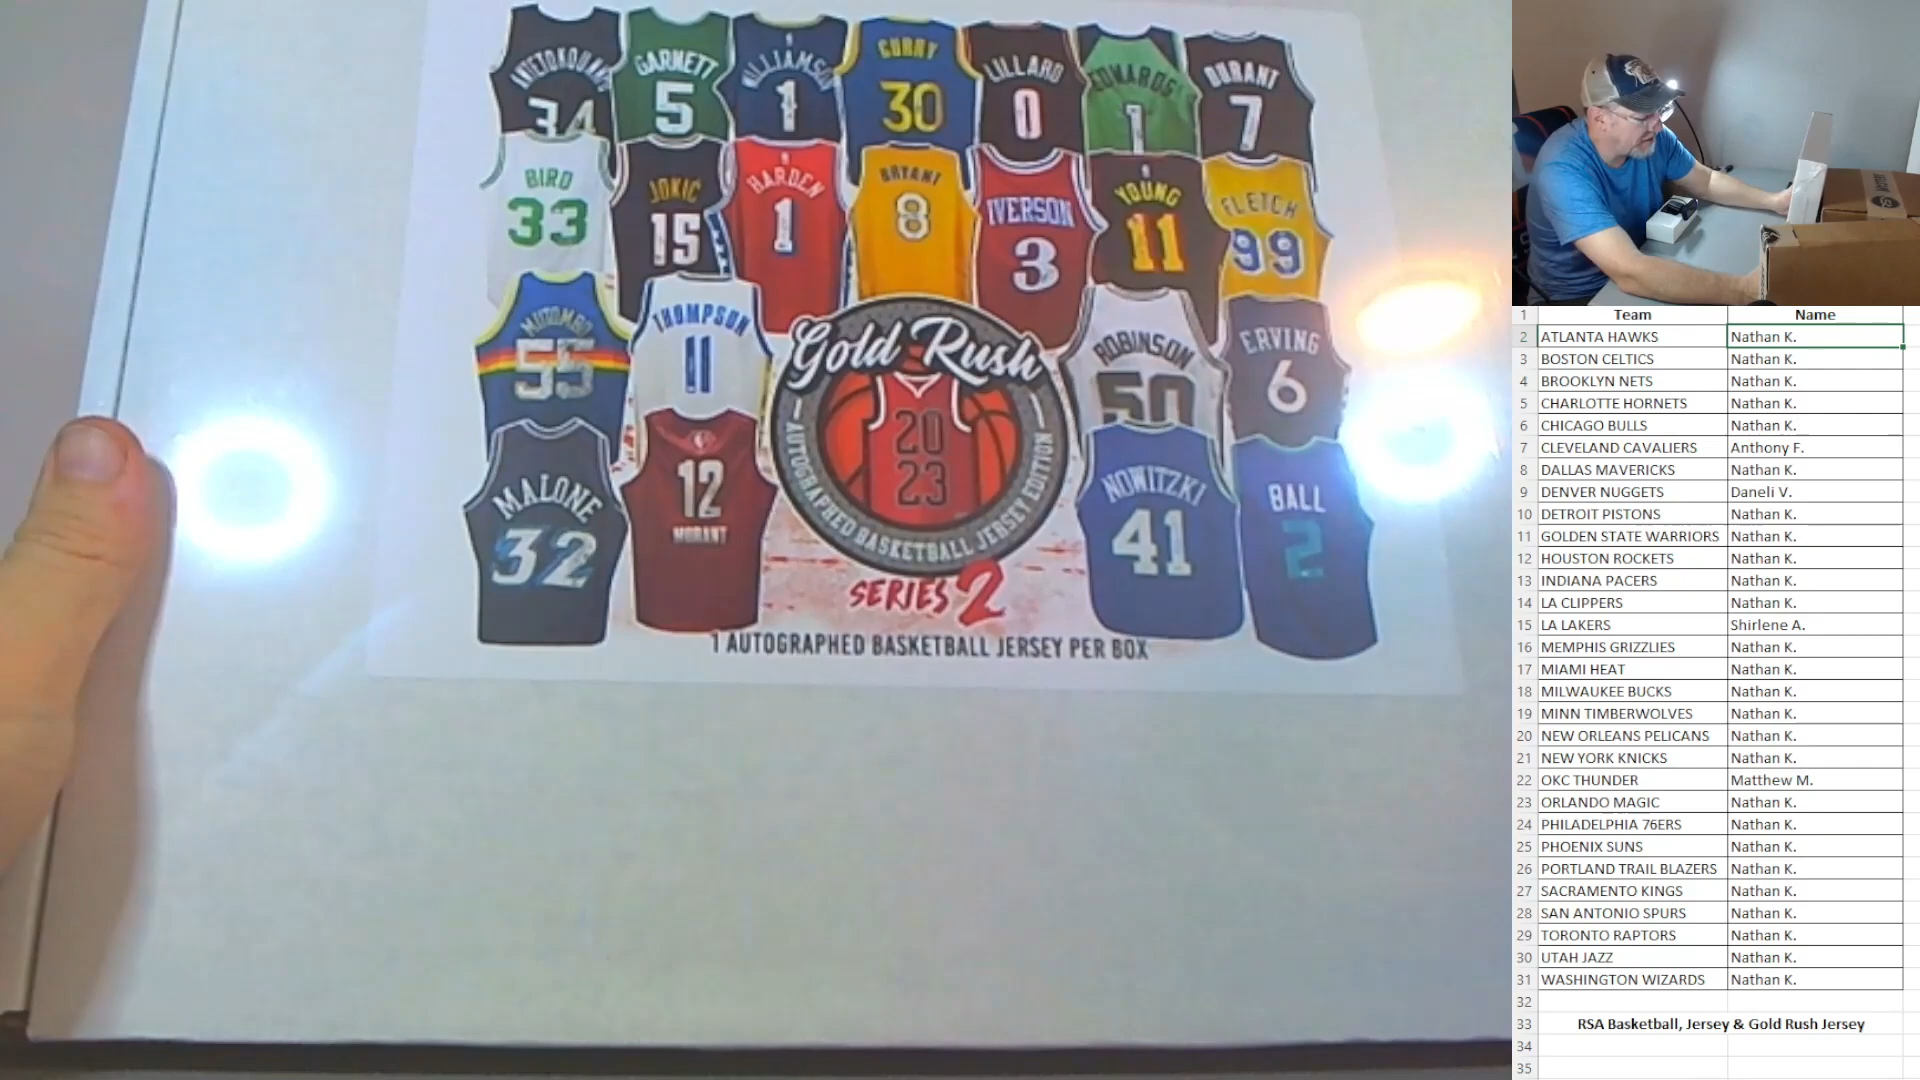 ANTETOKOUNMPO GARNETT WILLIAMSON CURRY LILLARD EDWARDS DURANT
34 5 1 30 0 1 7
BIRD JOKIC HARDEN BRYANT IVERSON YOUNG FLETCH
33 15 1 8 3 11 99
MUTOMBO THOMPSON ROBINSON ERVING
55 11 50 6
Gold Rush
20
23
AUTOGRAPHED BASKETBALL JERSEY EDITION
MALONE 12 NOWITZKI BALL
32 MORANT 41 2
SERIES 2
1 AUTOGRAPHED BASKETBALL JERSEY PER BOX
1 Team Name
2 ATLANTA HAWKS Nathan K.
3 BOSTON CELTICS Nathan K.
4 BROOKLYN NETS Nathan K.
5 CHARLOTTE HORNETS Nathan K.
6 CHICAGO BULLS Nathan K.
7 CLEVELAND CAVALIERS Anthony F.
8 DALLAS MAVERICKS Nathan K.
9 DENVER NUGGETS Daneli V.
10 DETROIT PISTONS Nathan K.
11 GOLDEN STATE WARRIORS Nathan K.
12 HOUSTON ROCKETS Nathan K.
13 INDIANA PACERS Nathan K.
14 LA CLIPPERS Nathan K.
15 LA LAKERS Shirlene A.
16 MEMPHIS GRIZZLIES Nathan K.
17 MIAMI HEAT Nathan K.
18 MILWAUKEE BUCKS Nathan K.
19 MINN TIMBERWOLVES Nathan K.
20 NEW ORLEANS PELICANS Nathan K.
21 NEW YORK KNICKS Nathan K.
22 OKC THUNDER Matthew M.
23 ORLANDO MAGIC Nathan K.
24 PHILADELPHIA 76ERS Nathan K.
25 PHOENIX SUNS Nathan K.
26 PORTLAND TRAIL BLAZERS Nathan K.
27 SACRAMENTO KINGS Nathan K.
28 SAN ANTONIO SPURS Nathan K.
29 TORONTO RAPTORS Nathan K.
30 UTAH JAZZ Nathan K.
31 WASHINGTON WIZARDS Nathan K.
32
33 RSA Basketball, Jersey & Gold Rush Jersey
34
35